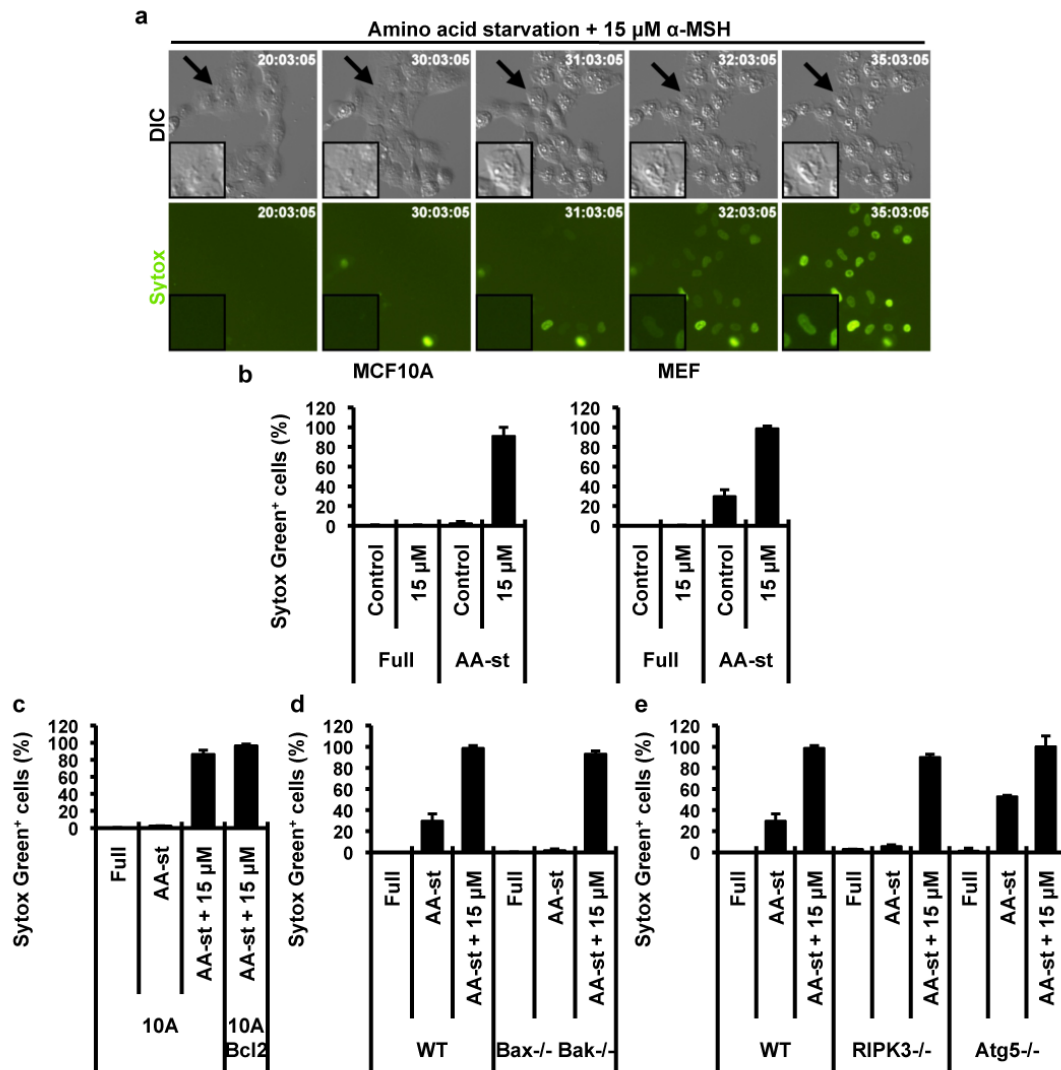 a
Amino acid starvation + 15 µM α-MSH
DIC
20:03:05
30:03:05
31:03:05
32:03:05
35:03:05
Sytox
20:03:05
30:03:05
31:03:05
32:03:05
35:03:05
b
MCF10A
MEF
Sytox Green+ cells (%)
120
100
80
60
40
20
0
Control
15 µM
Control
15 µM
Full
AA-st
120
100
80
60
40
20
0
Control
15 µM
Control
15 µM
Full
AA-st
c
Sytox Green+ cells (%)
120
100
80
60
40
20
0
Full
AA-st
AA-st + 15 µM
AA-st + 15 µM
10A
10A
Bcl2
d
Sytox Green+ cells (%)
120
100
80
60
40
20
0
Full
AA-st
AA-st + 15 µM
Full
AA-st
AA-st + 15 µM
WT
Bax-/- Bak-/-
e
Sytox Green+ cells (%)
120
100
80
60
40
20
0
Full
AA-st
AA-st + 15 µM
Full
AA-st
AA-st + 15 µM
Full
AA-st
AA-st + 15 µM
WT
RIPK3-/-
Atg5-/-